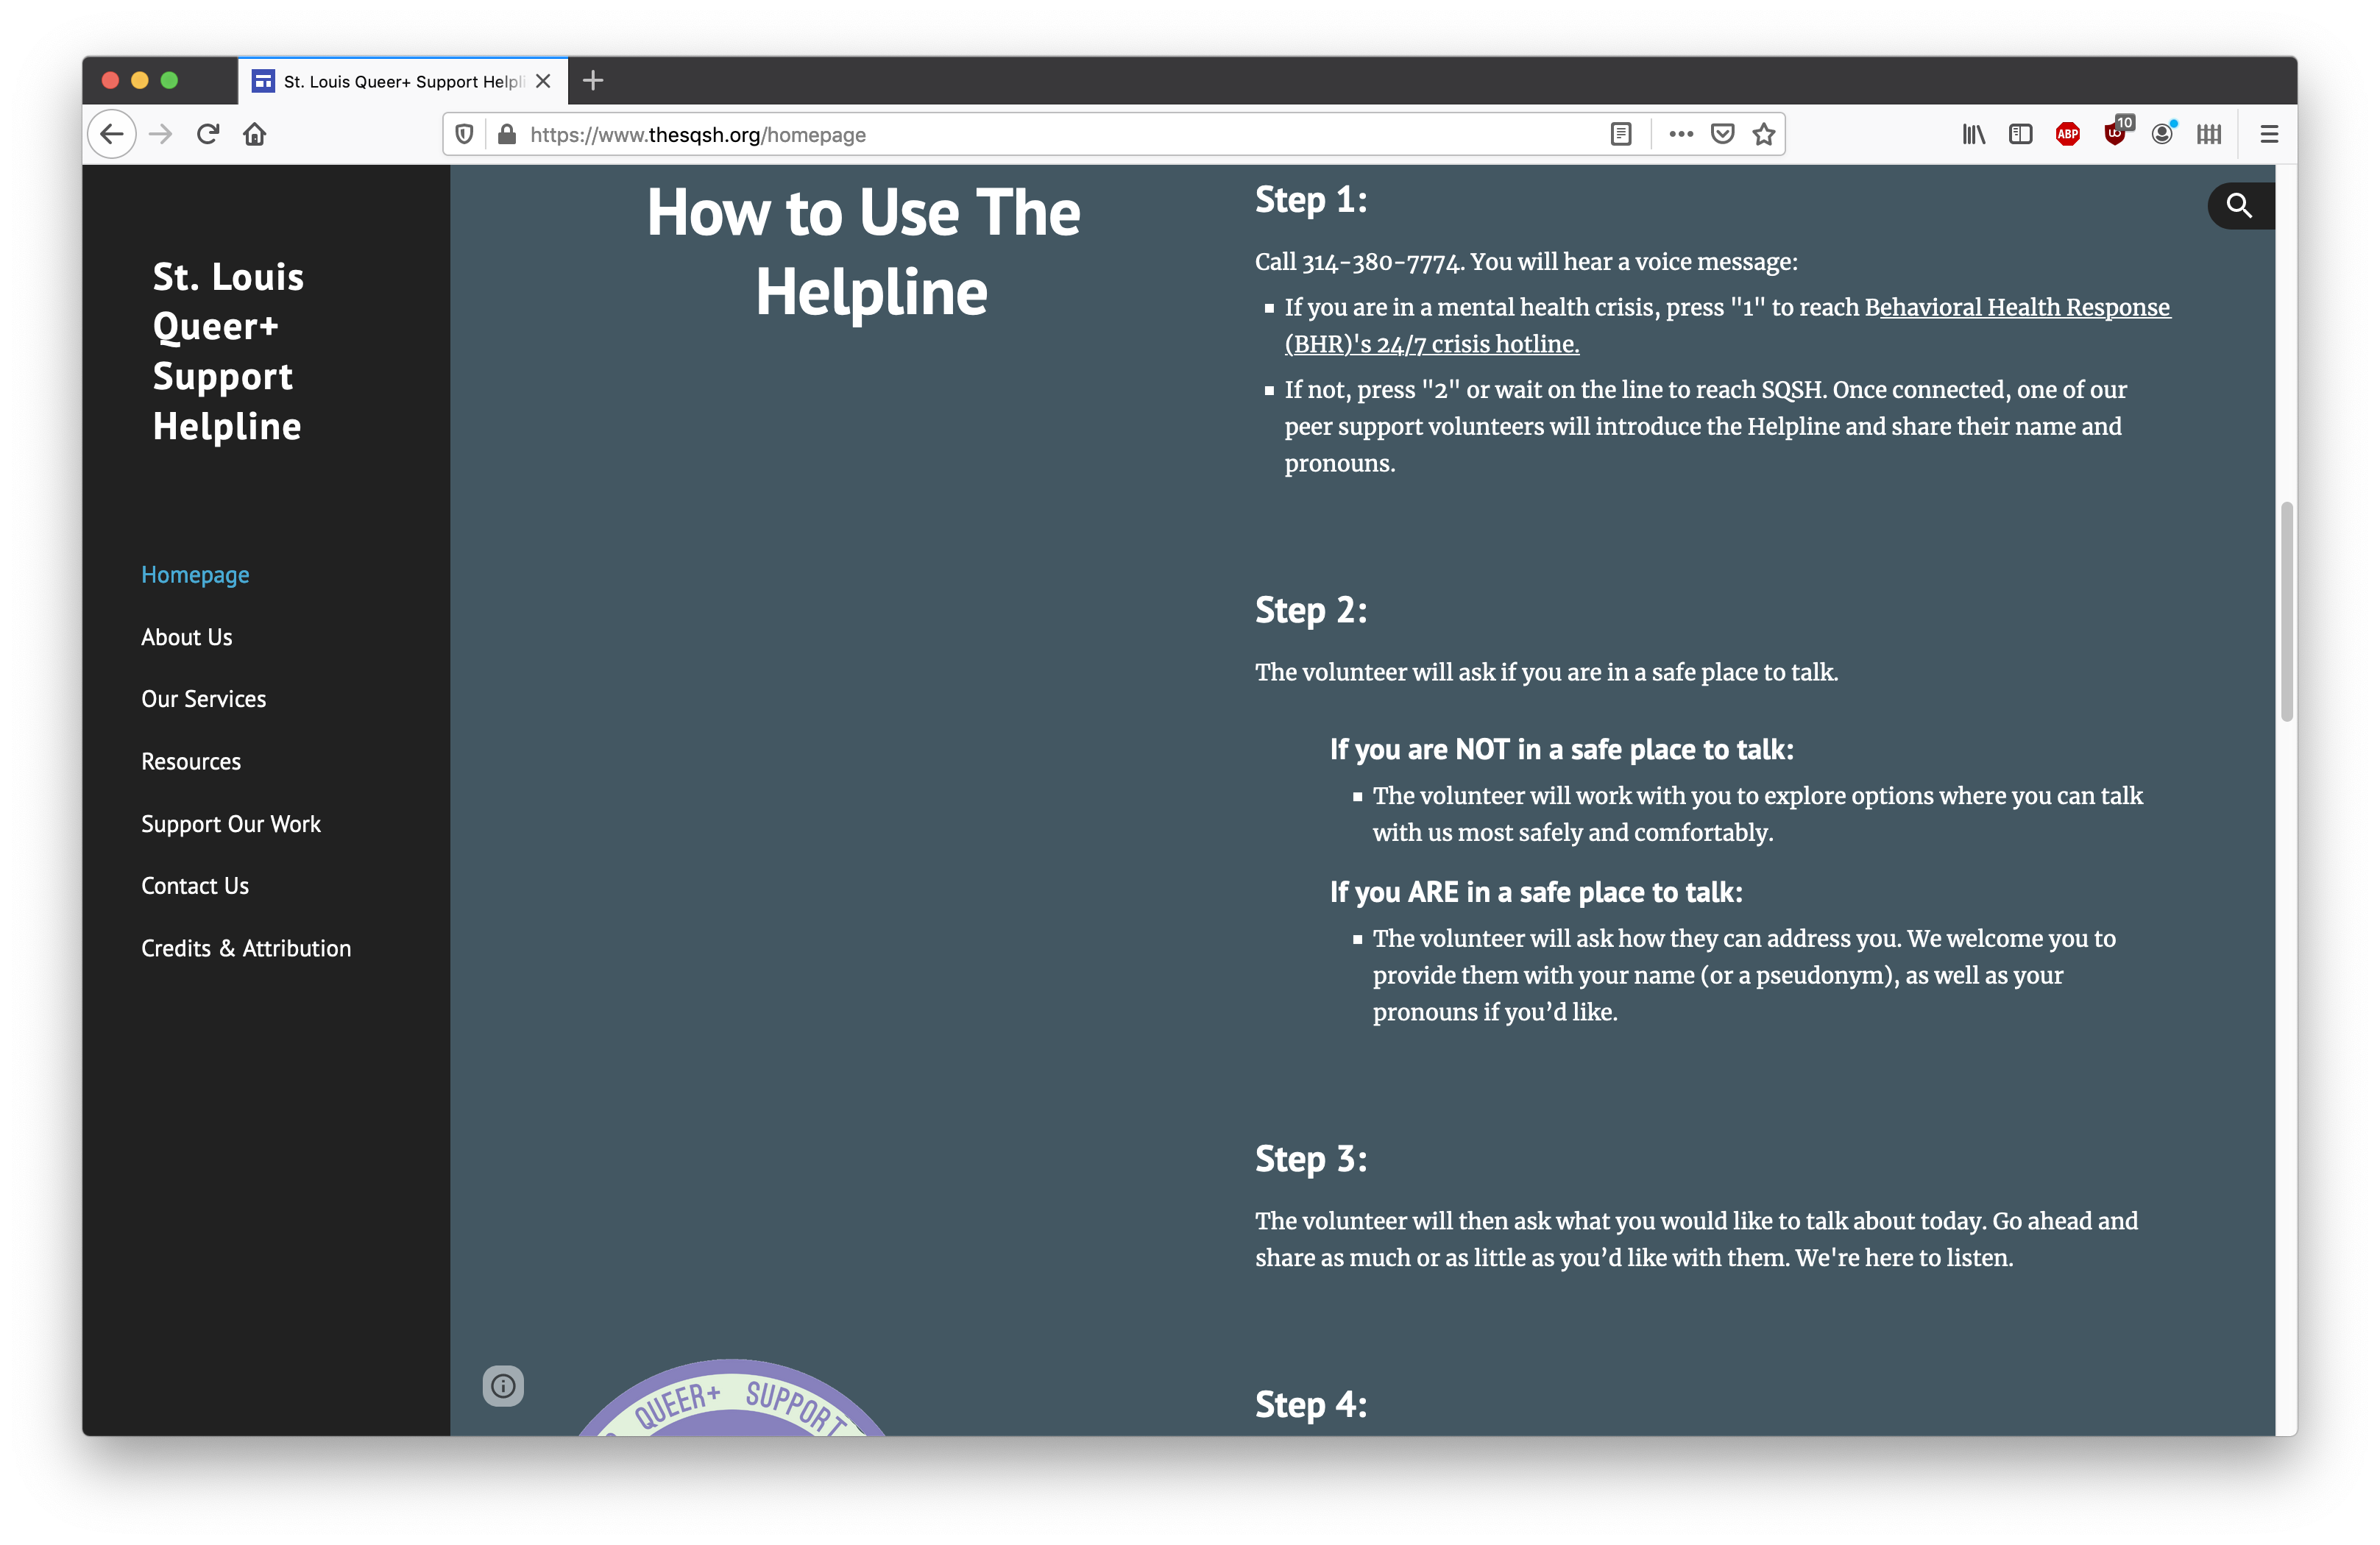 St. Louis Queer+ Support Helpli
https://www.thesqsh.org/homepage
ABP
10
St. Louis
Queer+
Support
Helpline
Homepage
About Us
Our Services
Resources
Support Our Work
Contact Us
Credits & Attribution
How to Use The
Helpline
Step 1:
Call 314-380-7774. You will hear a voice message:
If you are in a mental health crisis, press "1" to reach Behavioral Health Response
(BHR)'s 24/7 crisis hotline.
If not, press "2" or wait on the line to reach SQSH. Once connected, one of our
peer support volunteers will introduce the Helpline and share their name and
pronouns.
Step 2:
The volunteer will ask if you are in a safe place to talk.
If you are NOT in a safe place to talk:
The volunteer will work with you to explore options where you can talk
with us most safely and comfortably.
If you ARE in a safe place to talk:
The volunteer will ask how they can address you. We welcome you to
provide them with your name (or a pseudonym), as well as your
pronouns if you’d like.
Step 3:
The volunteer will then ask what you would like to talk about today. Go ahead and
share as much or as little as you’d like with them. We're here to listen.
Step 4:
QUEER+ SUPPORT